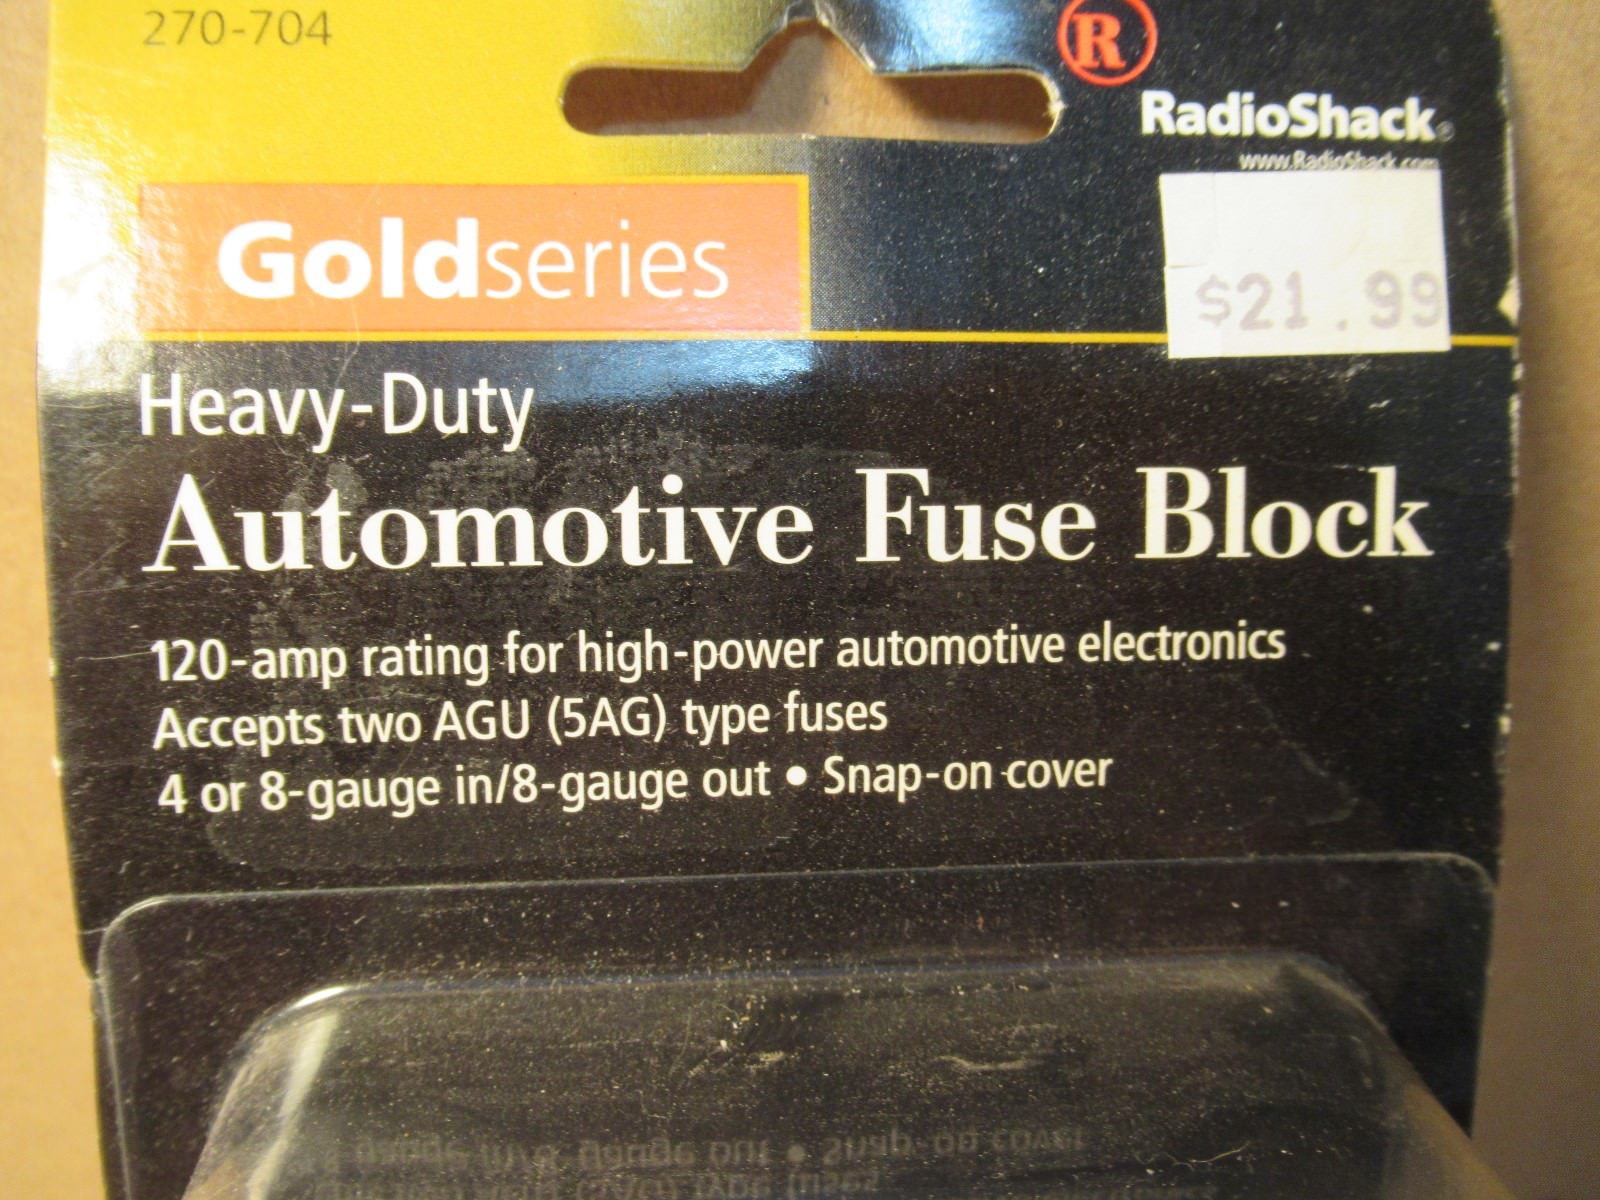 270-704
R
RadioShack®
www.RadioShack.com
Goldseries
$21.99
Heavy-Duty
Automotive Fuse Block
120-amp rating for high-power automotive electronics
Accepts two AGU (5AG) type fuses
4 or 8-gauge in/8-gauge out • Snap-on cover